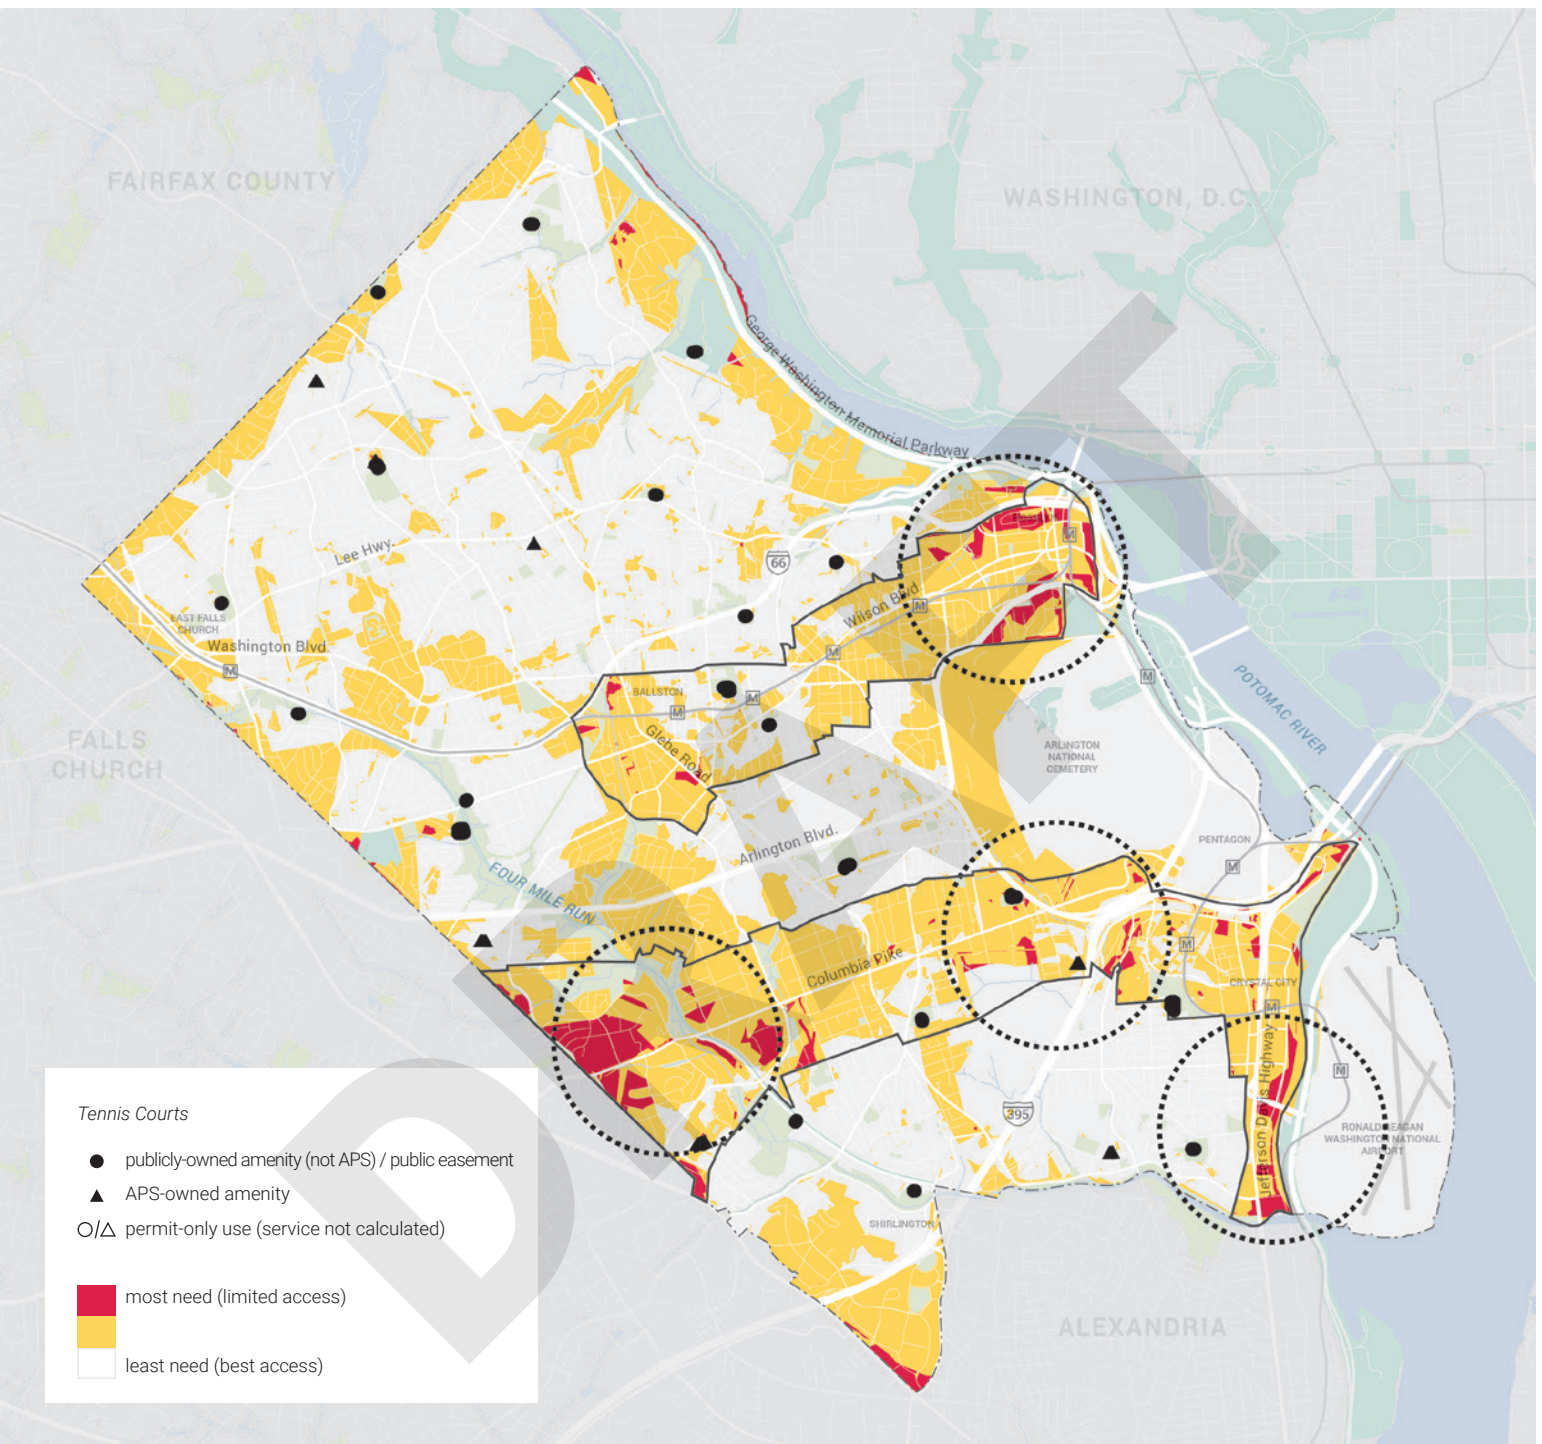 FAIRFAX COUNTY
WASHINGTON, D.C.
George Washington Memorial Parkway
Lee Hwy.
66
EAST FALLS
CHURCH
Washington Blvd.
M
Wilson Blvd.
M
M
M
BALLSTON
M
M
Glebe Road
M
POTOMAC RIVER
FALLS
CHURCH
ARLINGTON
NATIONAL
CEMETERY
Arlington Blvd.
PENTAGON
M
FOUR MILE RUN
Columbia Pike
M
CRYSTAL CITY
M
Jefferson Davis Highway
M
395
RONALD REAGAN
WASHINGTON NATIONAL
AIRPORT
SHIRLINGTON
ALEXANDRIA
DRAFT
Tennis Courts
publicly-owned amenity (not APS) / public easement
APS-owned amenity
permit-only use (service not calculated)
most need (limited access)
least need (best access)